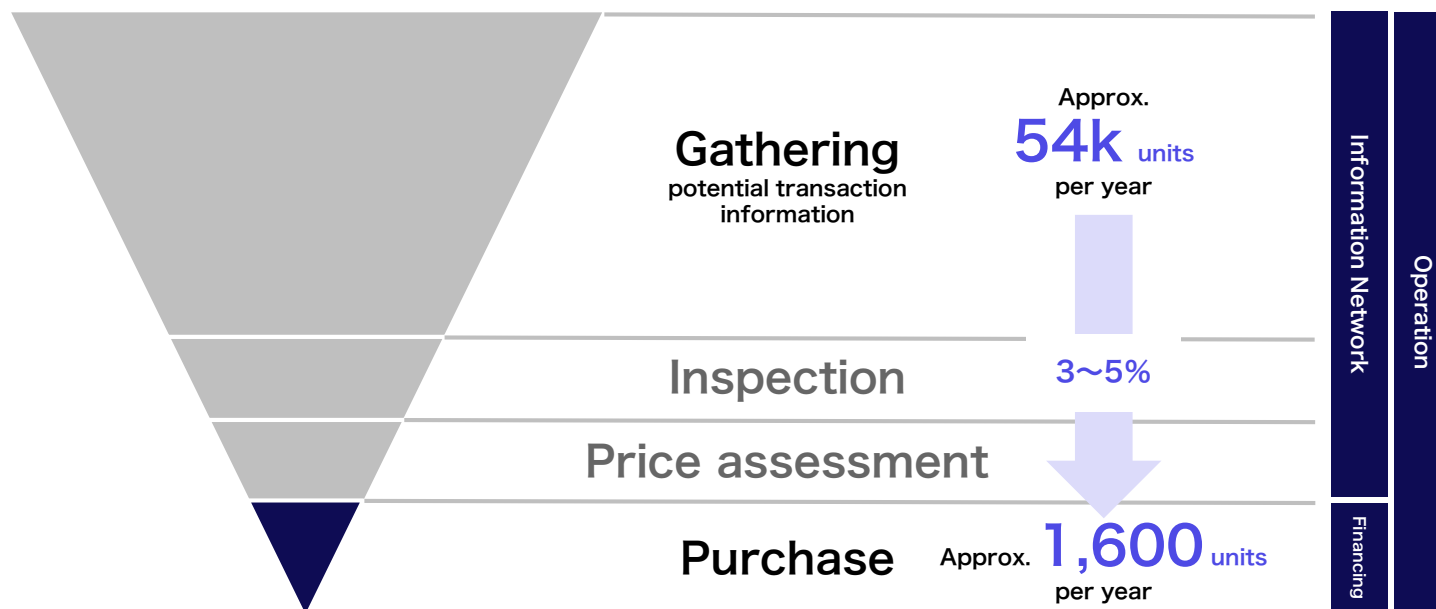 Approx.
54k units
per year
Gathering
potential transaction
information
Inspection
3〜5%
Price assessment
Purchase
Approx. 1,600 units
per year
Information Network
Financing
Operation